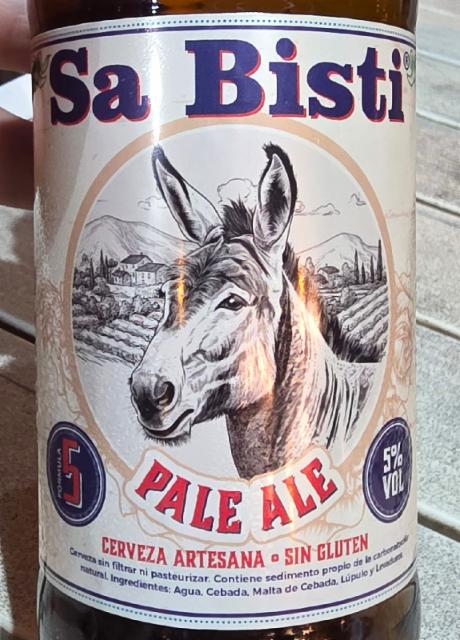 Sa Bisti
FORMULA
5
5%
VOL
PALE ALE
CERVEZA ARTESANA SIN GLUTEN
Cerveza sin filtrar ni pasteurizar. Contiene sedimento propio de la carbonatación
natural. Ingredientes: Agua, Cebada, Malta de Cebada, Lúpulo y Levaduras.